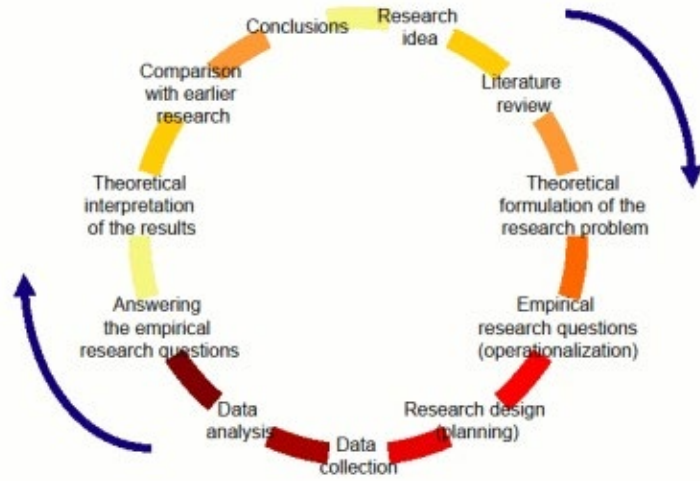 Research
idea
Literature
review
Theoretical
formulation of the
research problem
Empirical
research questions
(operationalization)
Research design
(planning)
Data
collection
Data
analysis
Answering
the empirical
research questions
Theoretical
interpretation
of the results
Comparison
with earlier
research
Conclusions